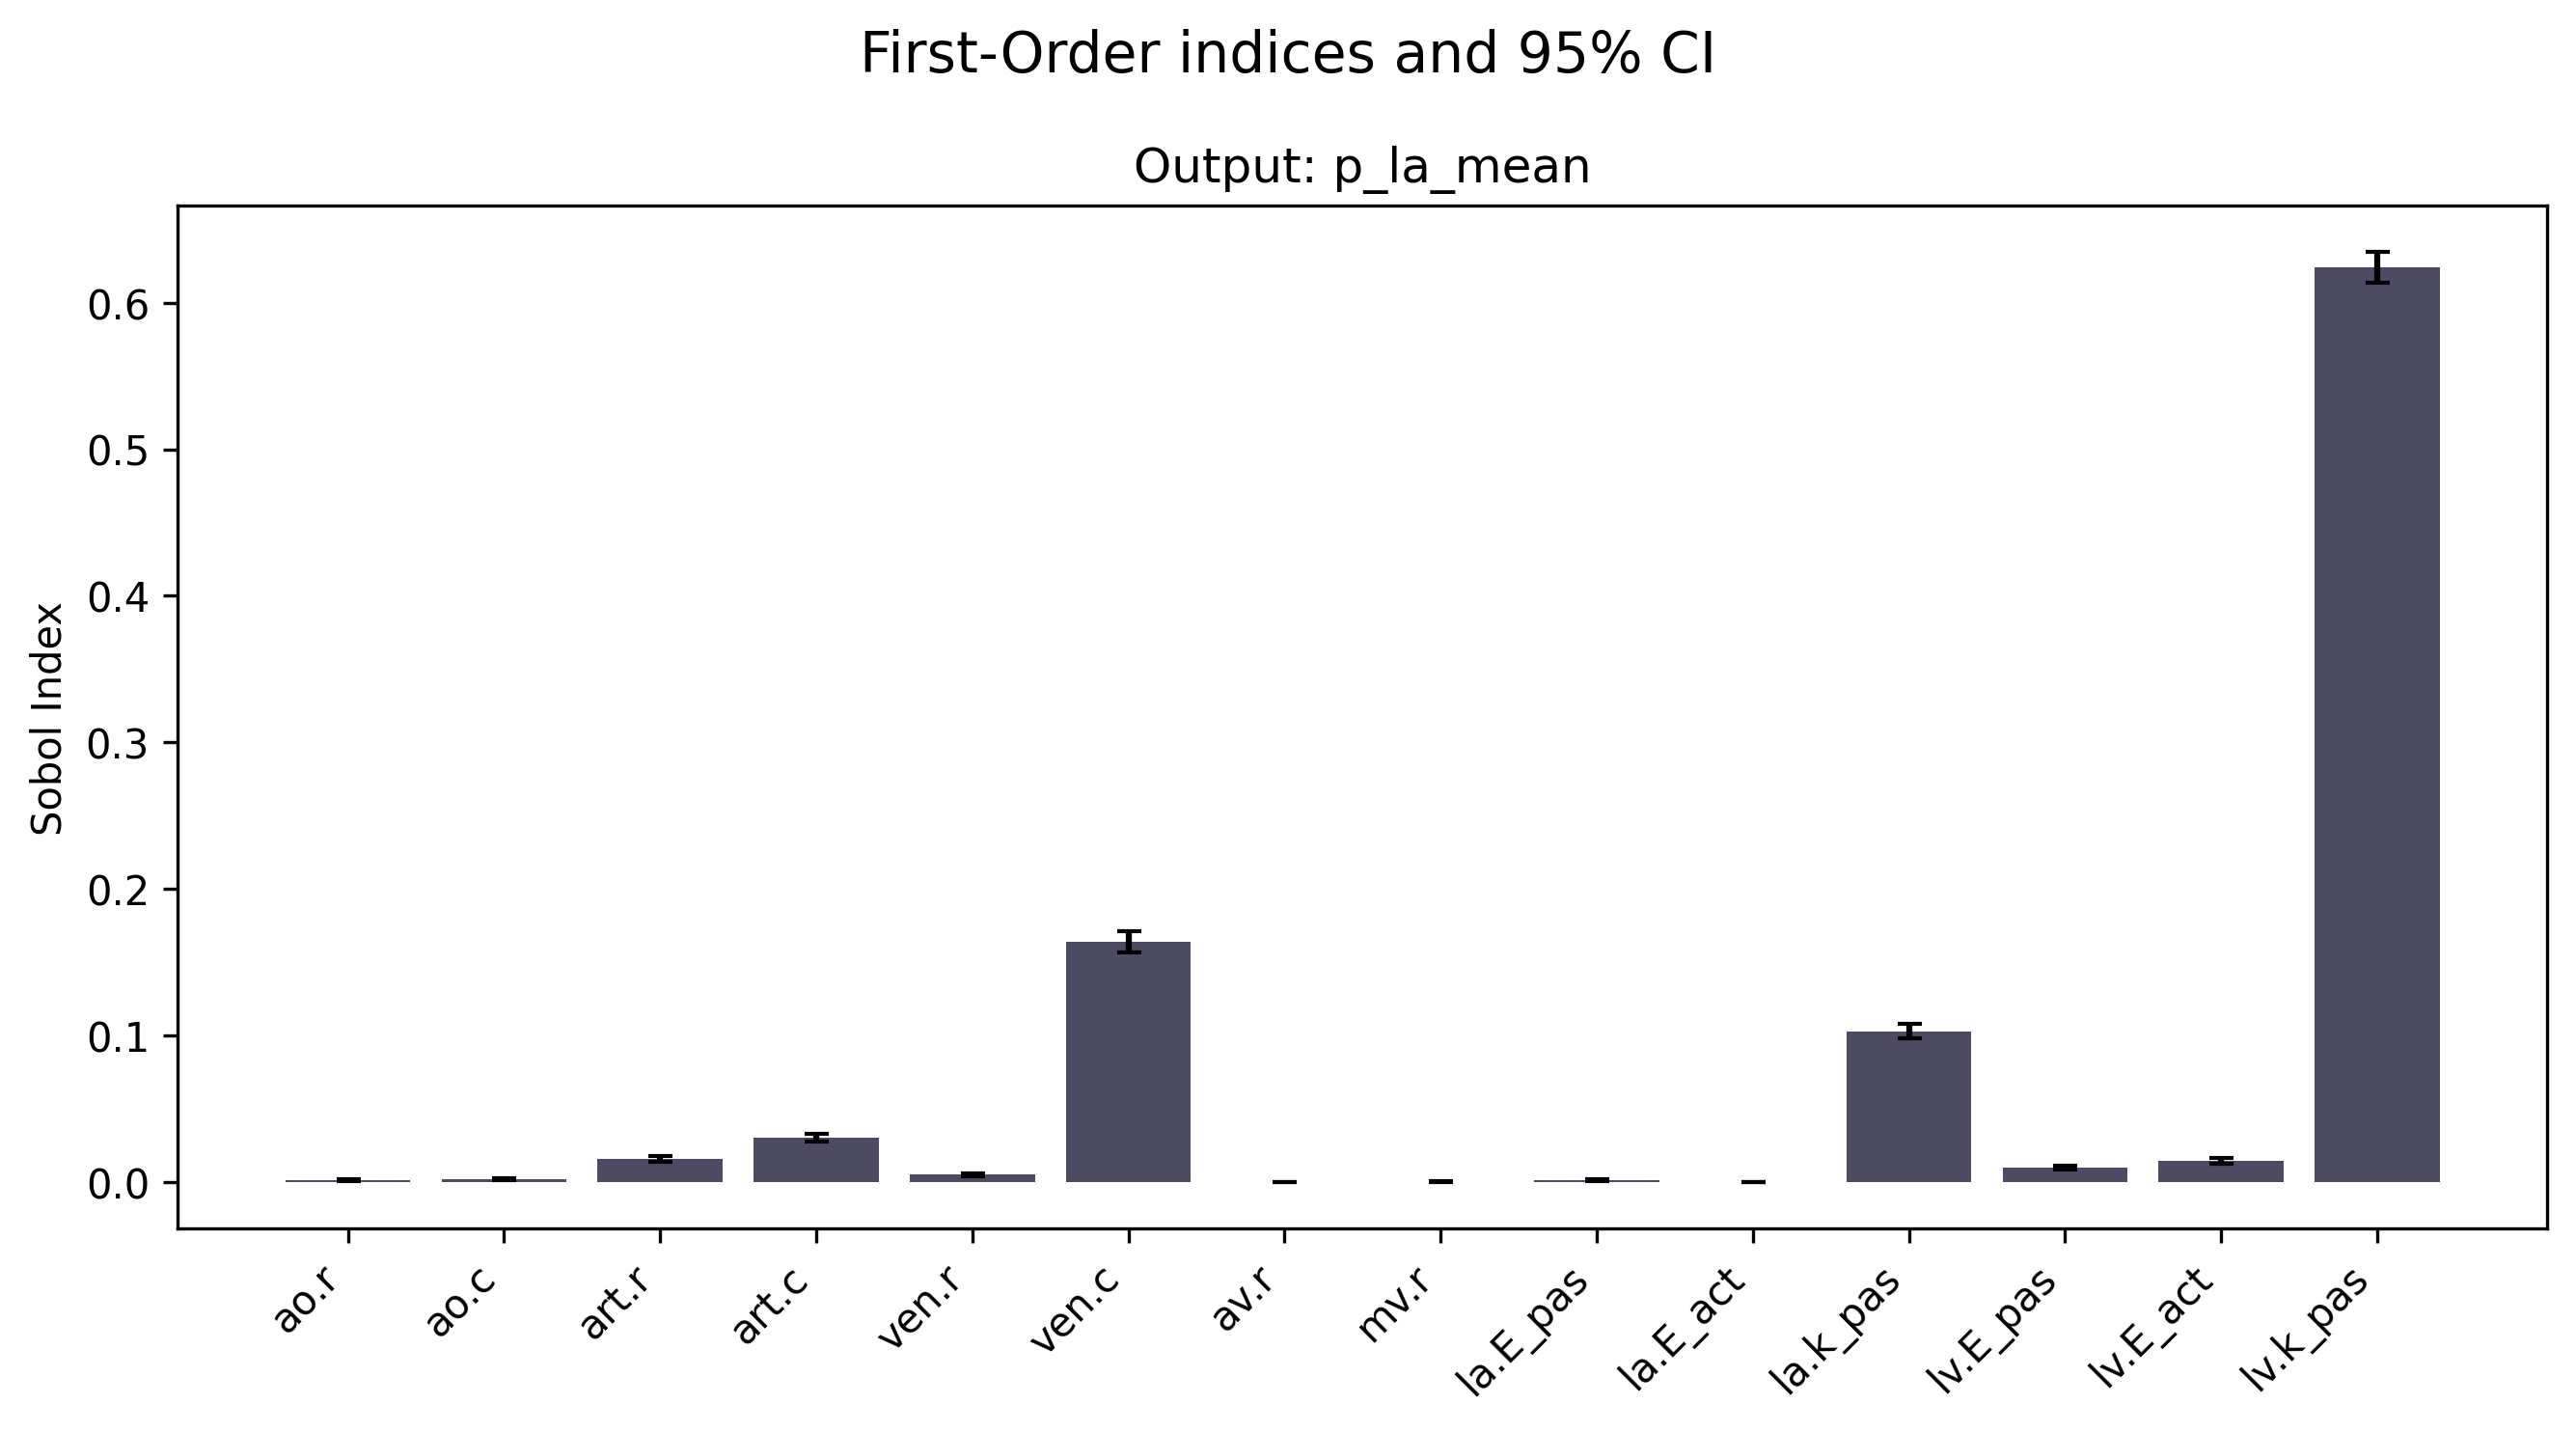 First-Order indices and 95% CI
Output: p_la_mean
Sobol Index
0.6
0.5
0.4
0.3
0.2
0.1
0.0
ao.r
ao.c
art.r
art.c
ven.r
ven.c
av.r
mv.r
la.E_pas
la.E_act
la.k_pas
lv.E_pas
lv.E_act
lv.k_pas